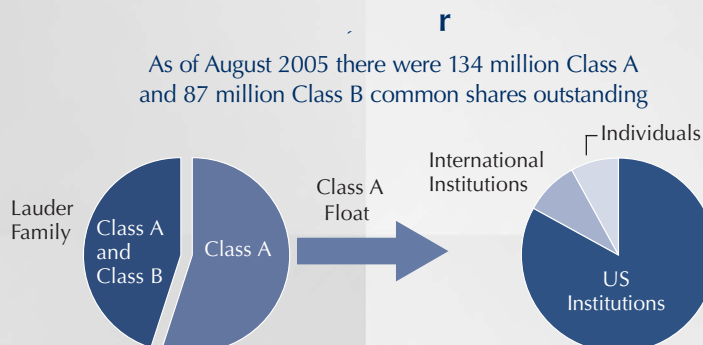 r
As of August 2005 there were 134 million Class A
and 87 million Class B common shares outstanding
Individuals
International
Institutions
Class A
Float
Lauder
Family
Class A
and
Class B
Class A
US
Institutions